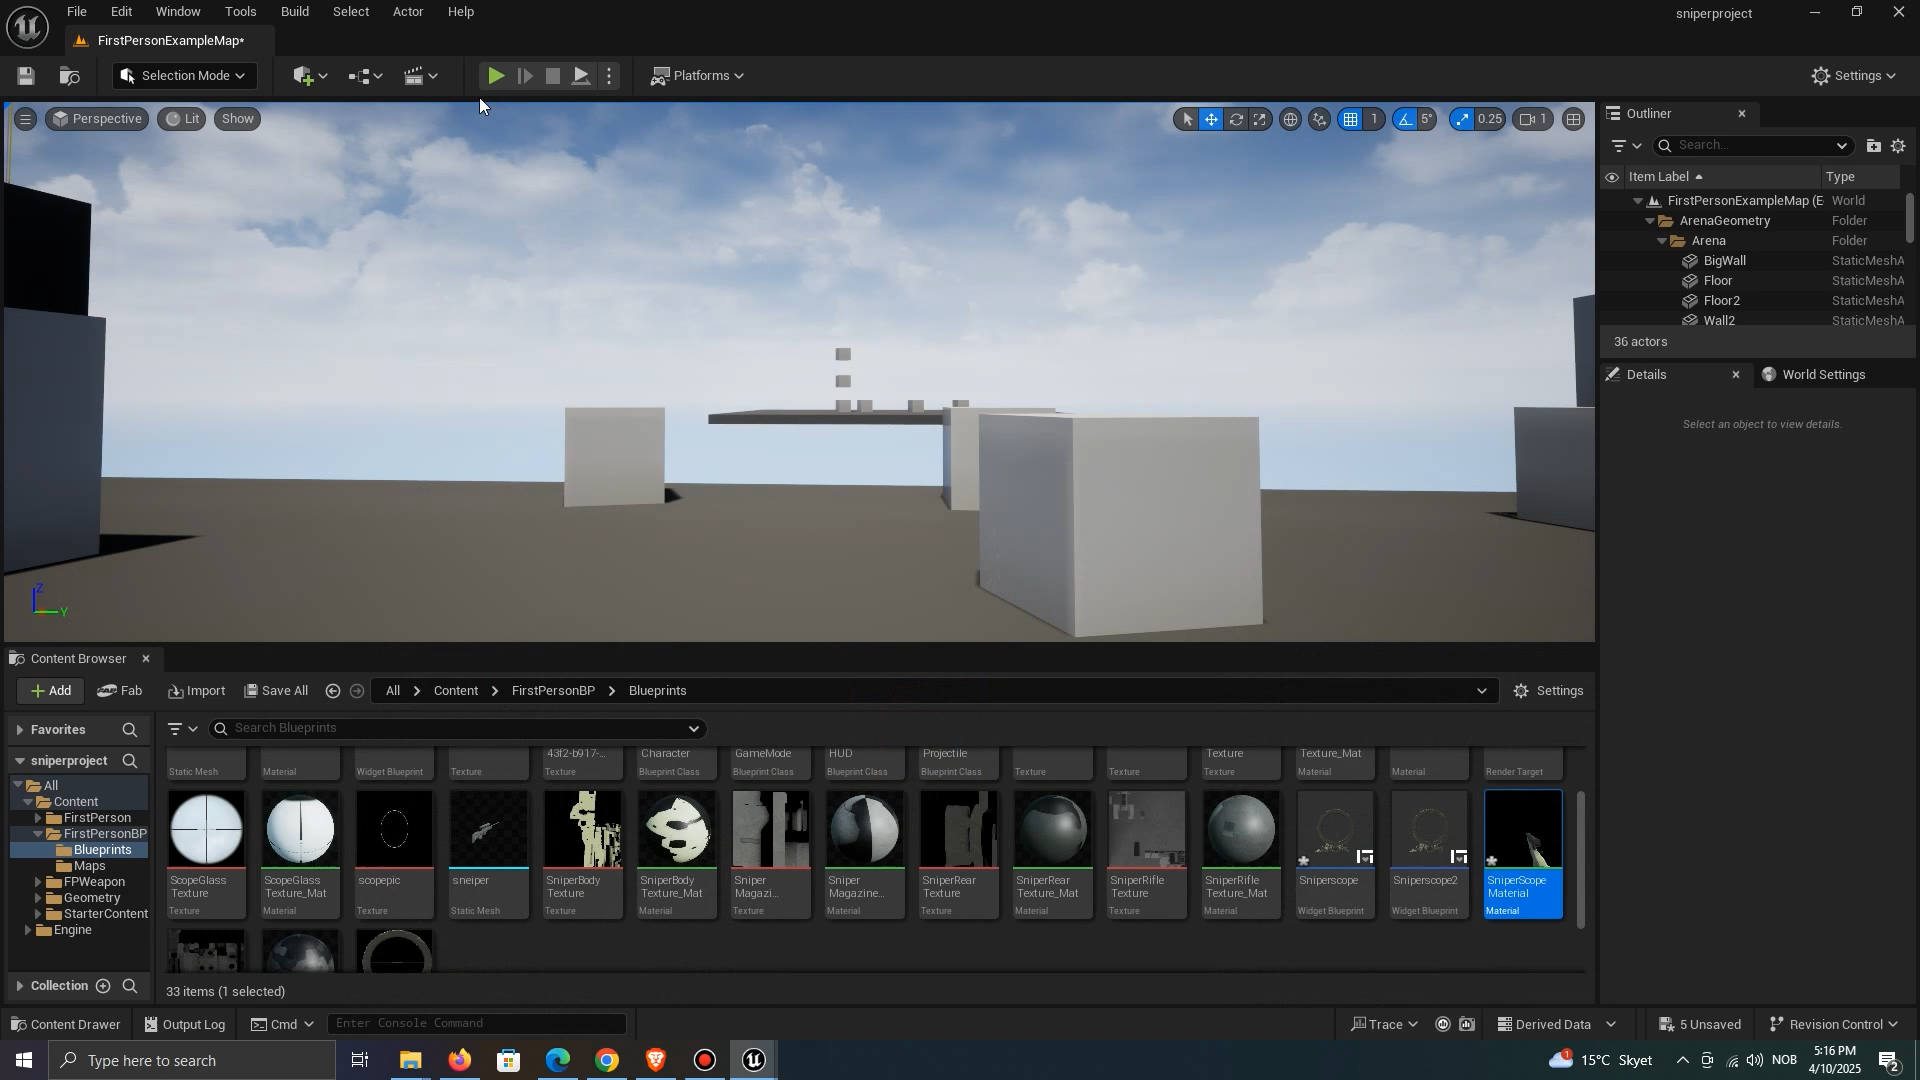 File Edit Window Tools Build Select Actor Help
sniperproject
FirstPersonExampleMap*
Selection Mode
Platforms
Settings
Perspective Lit Show
1 5° 0.25 1
Outliner
Search...
Item Label Type
FirstPersonExampleMap (E World
ArenaGeometry Folder
Arena Folder
BigWall StaticMeshA
Floor StaticMeshA
Floor2 StaticMeshA
Wall2 StaticMeshA
36 actors
Details World Settings
Select an object to view details.
Z
Y
Content Browser
Add Fab Import Save All All Content FirstPersonBP Blueprints Settings
Favorites
Search Blueprints
sniperproject
All
Content
FirstPerson
FirstPersonBP
Blueprints
Maps
FPWeapon
Geometry
StarterContent
Engine
Collection
43f2-b917-... Character GameMode HUD Projectile Texture Texture_Mat
Static Mesh Material Widget Blueprint Texture Texture Blueprint Class Blueprint Class Blueprint Class Blueprint Class Texture Texture Texture Material Material Render Target
ScopeGlass ScopeGlass scopepic sneiper SniperBody SniperBody Sniper Sniper SniperRear SniperRear SniperRifle SniperRifle Sniperscope Sniperscope2 SniperScope
Texture Texture_Mat Texture Texture_Mat Magazi... Magazine... Texture Texture_Mat Texture Texture_Mat Material
Texture Material Texture Static Mesh Texture Material Texture Material Texture Material Texture Material Widget Blueprint Widget Blueprint Material
33 items (1 selected)
Content Drawer Output Log Cmd Enter Console Command Trace Derived Data 5 Unsaved Revision Control
Type here to search
1
15°C Skyet
NOB
5:16 PM
4/10/2025
2